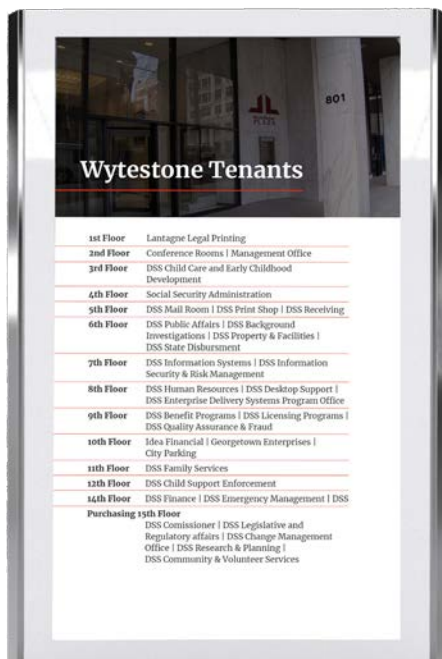 PLAZA
801
Wytestone Tenants
1st Floor Lantagne Legal Printing
2nd Floor Conference Rooms | Management Office
3rd Floor DSS Child Care and Early Childhood
Development
4th Floor Social Security Administration
5th Floor DSS Mail Room | DSS Print Shop | DSS Receiving
6th Floor DSS Public Affairs | DSS Background
Investigations | DSS Property & Facilities |
DSS State Disbursment
7th Floor DSS Information Systems | DSS Information
Security & Risk Management
8th Floor DSS Human Resources | DSS Desktop Support |
DSS Enterprise Delivery Systems Program Office
9th Floor DSS Benefit Programs | DSS Licensing Programs |
DSS Quality Assurance & Fraud
10th Floor Idea Financial | Georgetown Enterprises |
City Parking
11th Floor DSS Family Services
12th Floor DSS Child Support Enforcement
14th Floor DSS Finance | DSS Emergency Management | DSS
Purchasing 15th Floor
DSS Comissioner | DSS Legislative and
Regulatory affairs | DSS Change Management
Office | DSS Research & Planning |
DSS Community & Volunteer Services